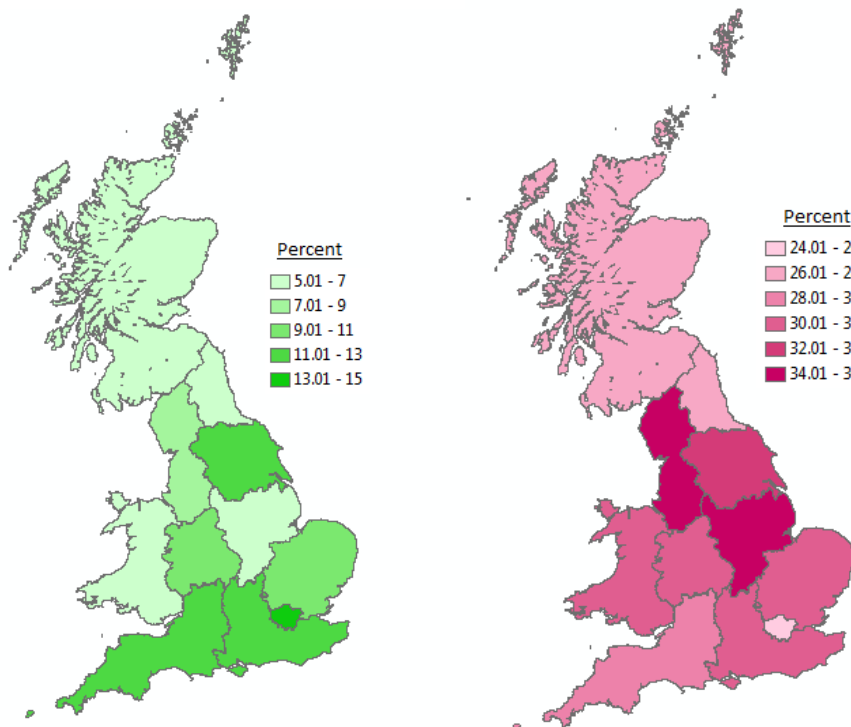 Percent
5.01 - 7
7.01 - 9
9.01 - 11
11.01 - 13
13.01 - 15
Percent
24.01 - 2
26.01 - 2
28.01 - 3
30.01 - 3
32.01 - 3
34.01 - 3